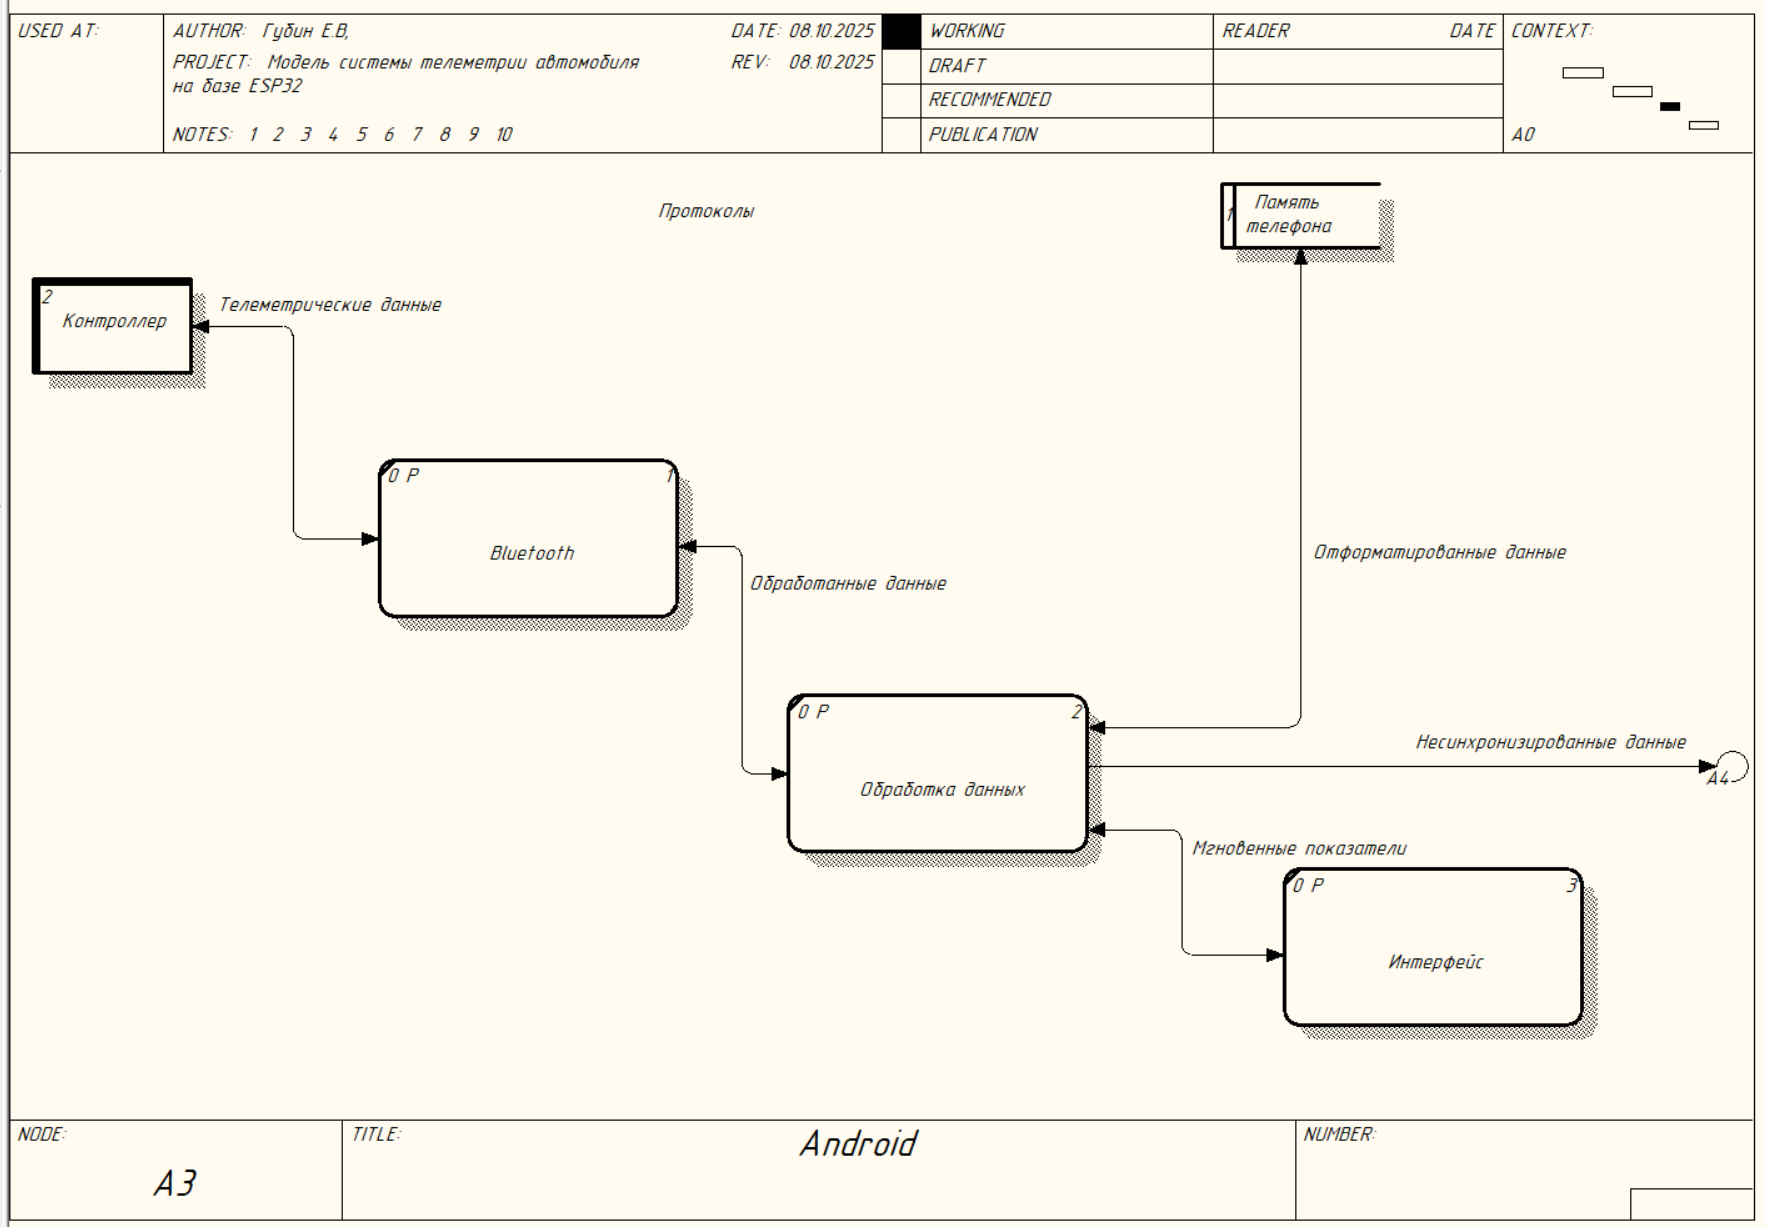 USED AT:
AUTHOR: Губин Е.В,
DATE: 08.10.2025
PROJECT: Модель системы телеметрии автомобиля
на базе ESP32
REV: 08.10.2025
NOTES: 1 2 3 4 5 6 7 8 9 10
WORKING
DRAFT
RECOMMENDED
PUBLICATION
READER DATE
CONTEXT:
A0
Протоколы
1
Память
телефона
2
Контроллер
Телеметрические данные
0 P 1
Bluetooth
Обработанные данные
Отформатированные данные
0 P 2
Обработка данных
Несинхронизированные данные
A4
Мгновенные показатели
0 P 3
Интерфейс
NODE:
A3
TITLE:
Android
NUMBER: